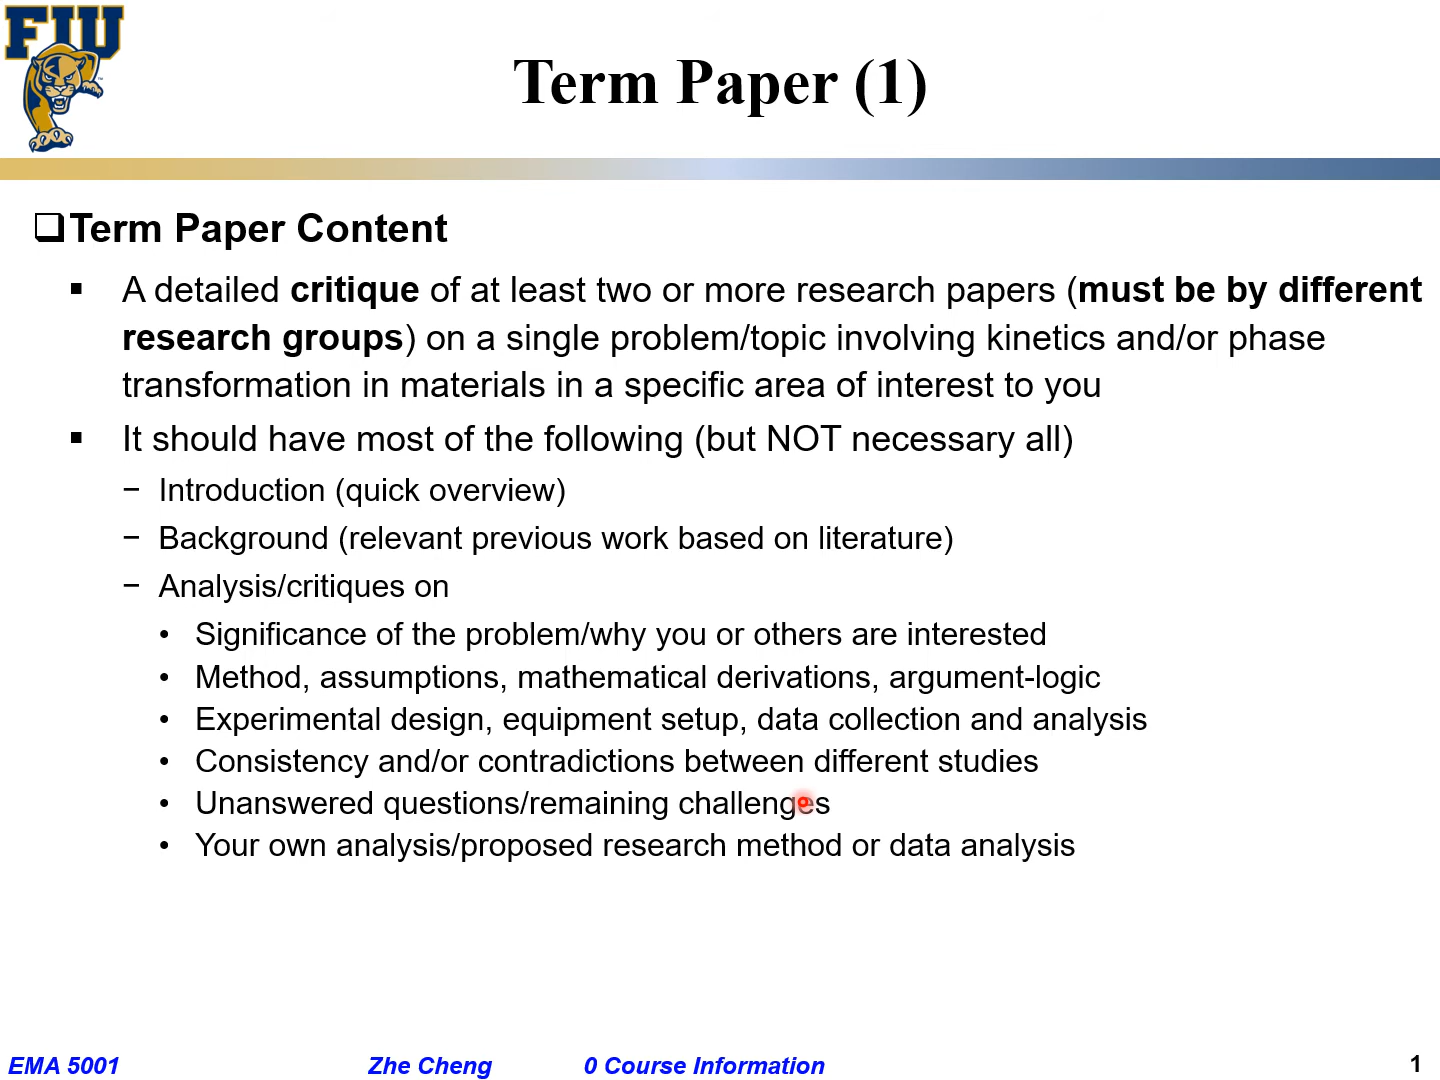 FIU
Term Paper (1)
❑Term Paper Content
▪ A detailed critique of at least two or more research papers (must be by different
research groups) on a single problem/topic involving kinetics and/or phase
transformation in materials in a specific area of interest to you
▪ It should have most of the following (but NOT necessary all)
− Introduction (quick overview)
− Background (relevant previous work based on literature)
− Analysis/critiques on
• Significance of the problem/why you or others are interested
• Method, assumptions, mathematical derivations, argument-logic
• Experimental design, equipment setup, data collection and analysis
• Consistency and/or contradictions between different studies
• Unanswered questions/remaining challenges
• Your own analysis/proposed research method or data analysis
EMA 5001 Zhe Cheng 0 Course Information 1